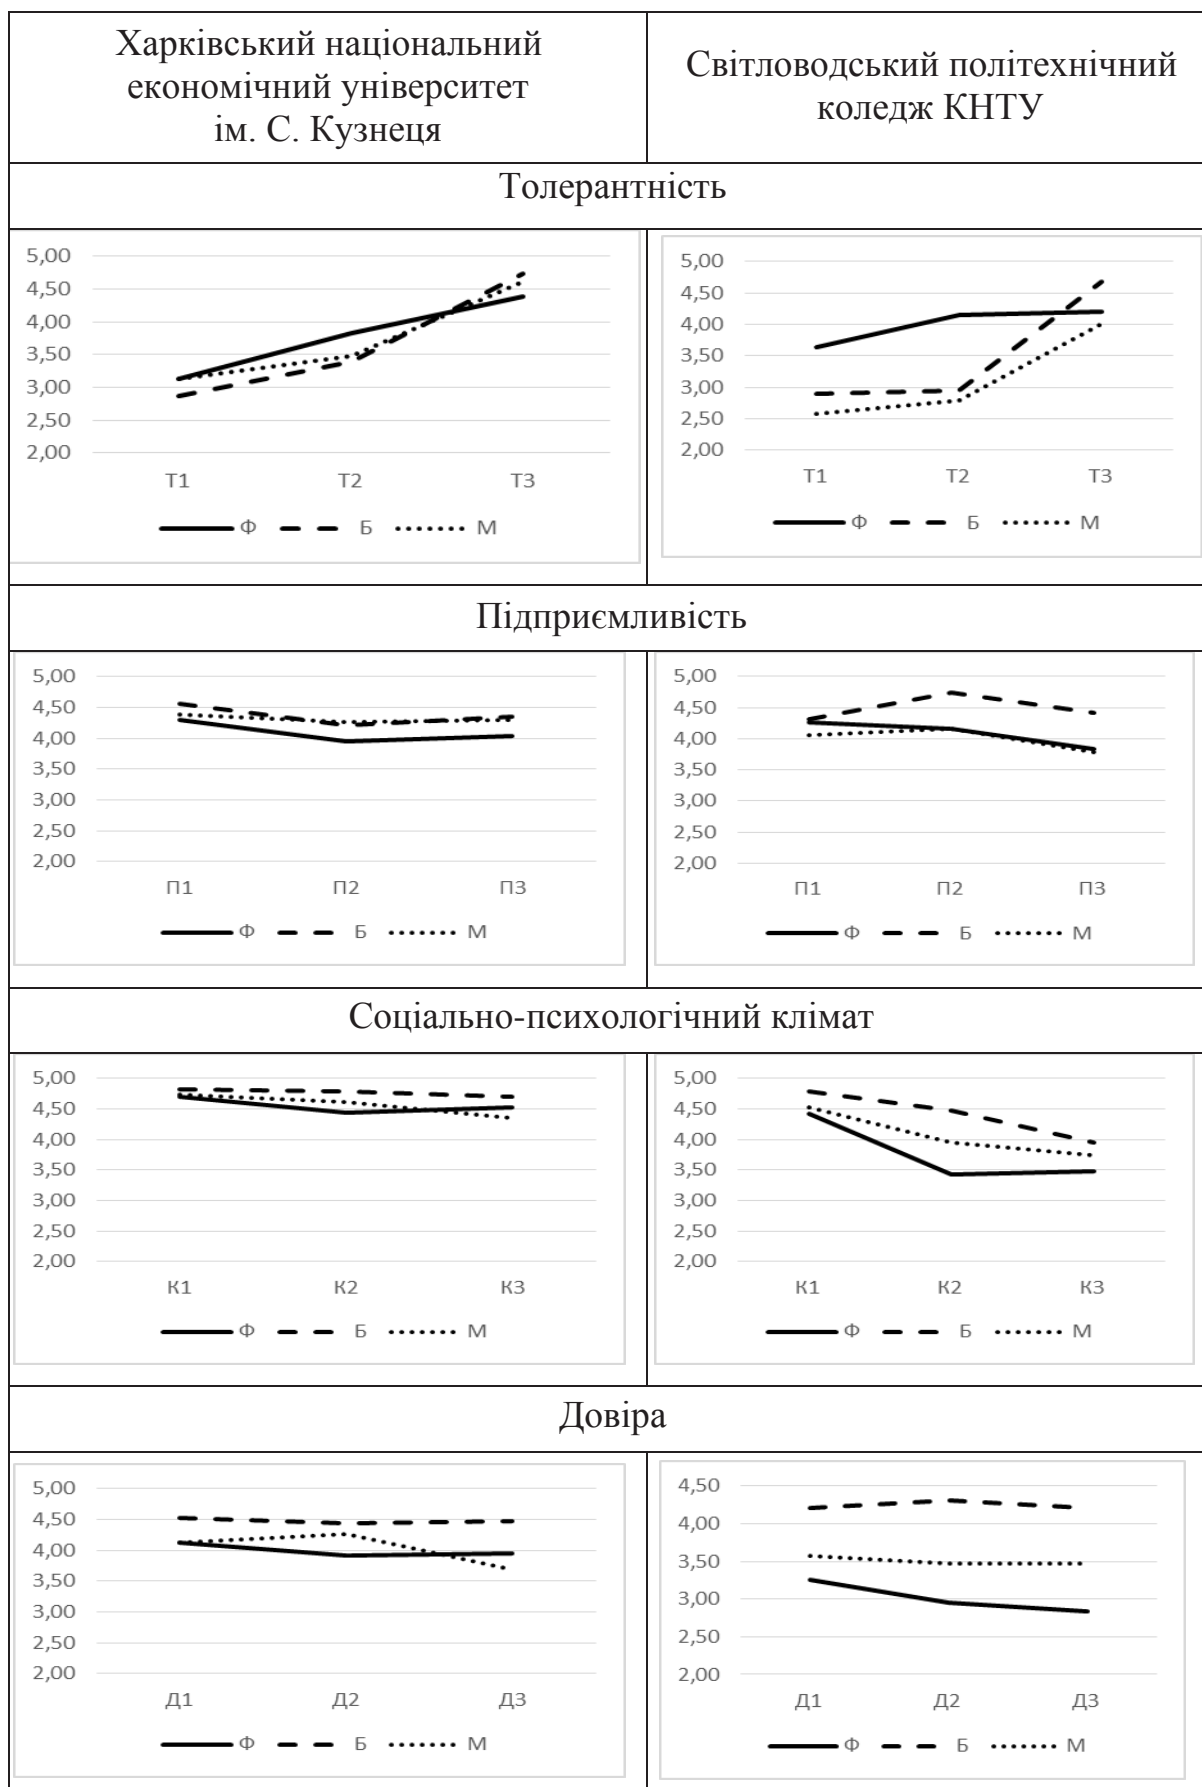 Харківський національний
економічний університет
ім. С. Кузнеця
Світловодський політехнічний
коледж КНТУ
Толерантність
5,00
4,50
4,00
3,50
3,00
2,50
2,00
Т1 Т2 Т3
Ф Б М
5,00
4,50
4,00
3,50
3,00
2,50
2,00
Т1 Т2 Т3
Ф Б М
Підприємливість
5,00
4,50
4,00
3,50
3,00
2,50
2,00
П1 П2 П3
Ф Б М
5,00
4,50
4,00
3,50
3,00
2,50
2,00
П1 П2 П3
Ф Б М
Соціально-психологічний клімат
5,00
4,50
4,00
3,50
3,00
2,50
2,00
К1 К2 К3
Ф Б М
5,00
4,50
4,00
3,50
3,00
2,50
2,00
К1 К2 К3
Ф Б М
Довіра
5,00
4,50
4,00
3,50
3,00
2,50
2,00
Д1 Д2 Д3
Ф Б М
4,50
4,00
3,50
3,00
2,50
2,00
Д1 Д2 Д3
Ф Б М